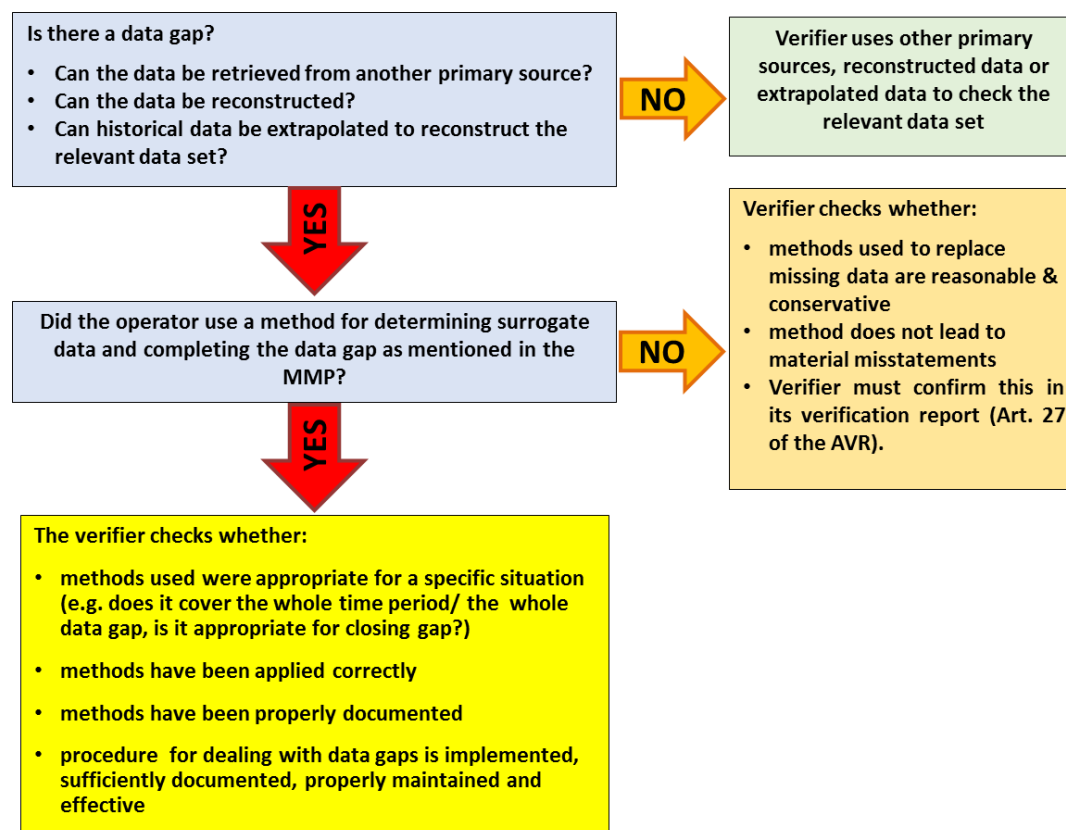 Is there a data gap?
• Can the data be retrieved from another primary source?
• Can the data be reconstructed?
• Can historical data be extrapolated to reconstruct the
relevant data set?
NO
Verifier uses other primary
sources, reconstructed data or
extrapolated data to check the
relevant data set
YES
Did the operator use a method for determining surrogate
data and completing the data gap as mentioned in the
MMP?
NO
Verifier checks whether:
• methods used to replace
missing data are reasonable &
conservative
• method does not lead to
material misstatements
• Verifier must confirm this in
its verification report (Art. 27
of the AVR).
YES
The verifier checks whether:
• methods used were appropriate for a specific situation
(e.g. does it cover the whole time period/ the whole
data gap, is it appropriate for closing gap?)
• methods have been applied correctly
• methods have been properly documented
• procedure for dealing with data gaps is implemented,
sufficiently documented, properly maintained and
effective